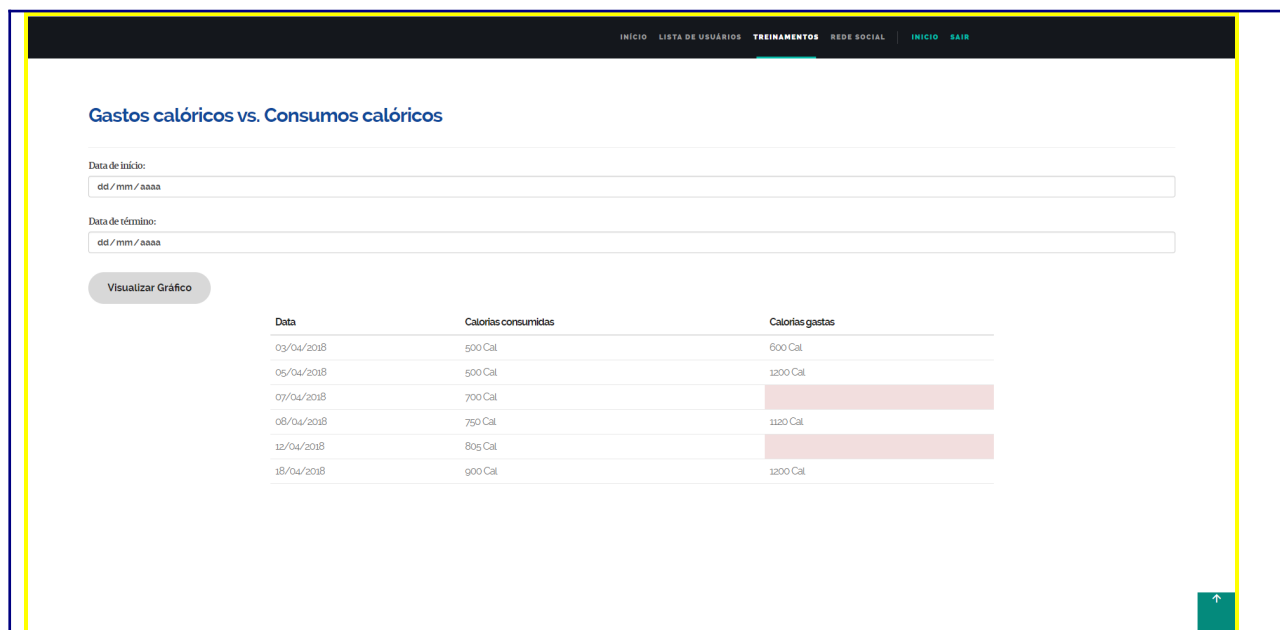 INÍCIO LISTA DE USUÁRIOS TREINAMENTOS REDE SOCIAL INICIO SAIR
Gastos calóricos vs. Consumos calóricos
Data de início:
dd/mm/aaaa
Data de término:
dd/mm/aaaa
Visualizar Gráfico
Data Calorias consumidas Calorias gastas
03/04/2018 500 Cal 600 Cal
05/04/2018 500 Cal 1200 Cal
07/04/2018 700 Cal
08/04/2018 750 Cal 1120 Cal
12/04/2018 805 Cal
18/04/2018 900 Cal 1200 Cal